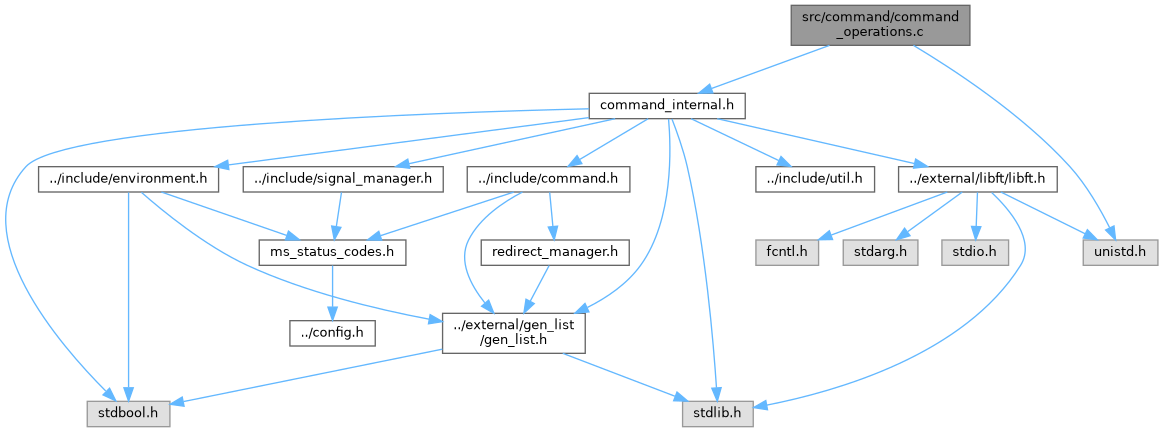 src/command/command
_operations.c
command_internal.h
../include/environment.h
../include/signal_manager.h
../include/command.h
../include/util.h
../external/libft/libft.h
ms_status_codes.h
redirect_manager.h
fcntl.h
stdarg.h
stdio.h
unistd.h
../config.h
../external/gen_list
/gen_list.h
stdbool.h
stdlib.h